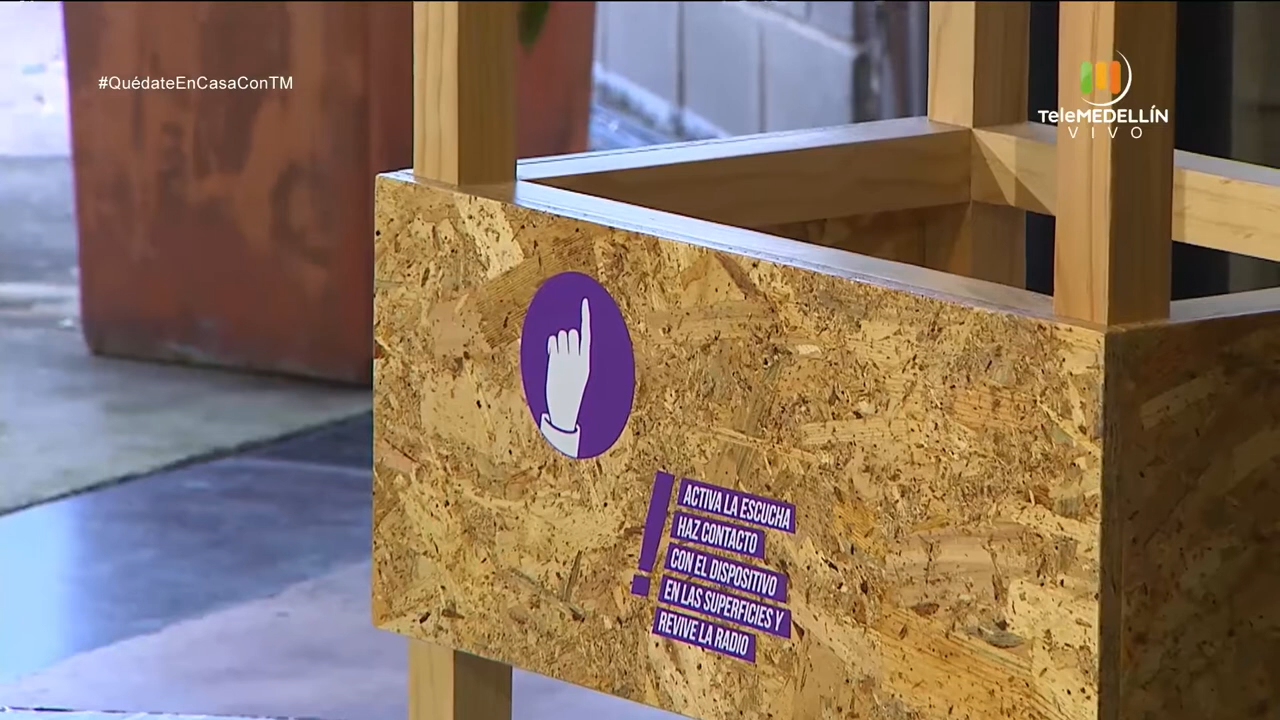 #QuédateEnCasaConTM
TeleMEDELLÍN
VIVO
ACTIVA LA ESCUCHA
HAZ CONTACTO
CON EL DISPOSITIVO
EN LAS SUPERFICIES Y
REVIVE LA RADIO